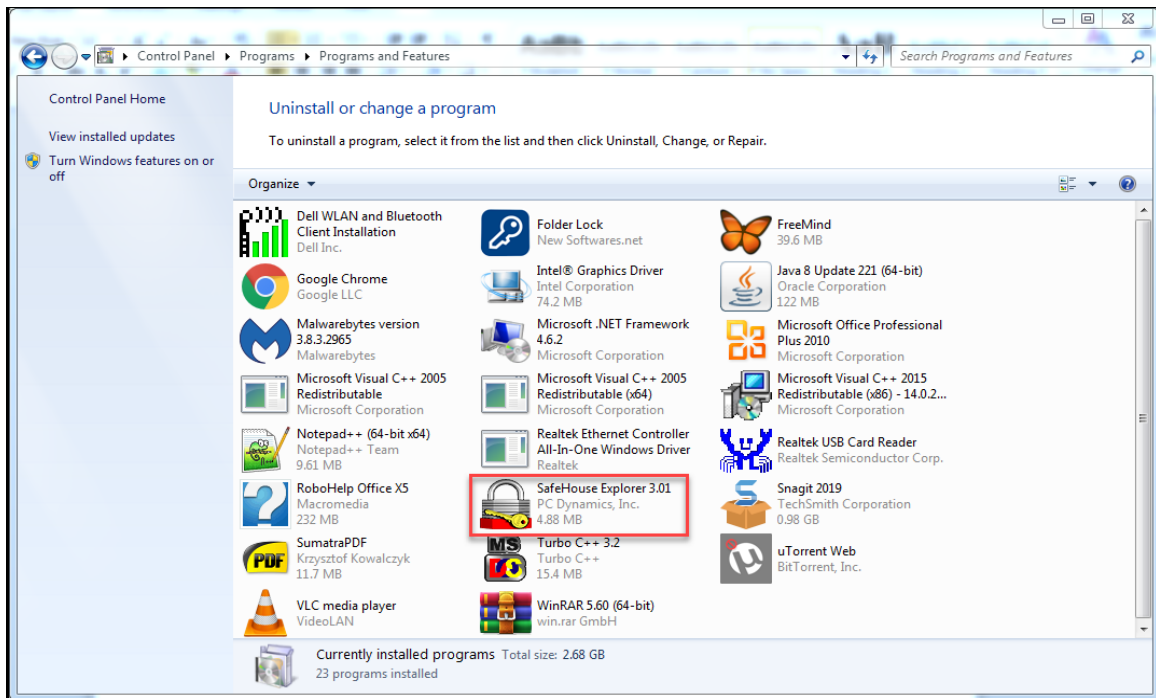 Control Panel ▸ Programs ▸ Programs and Features
Search Programs and Features
Control Panel Home
View installed updates
Turn Windows features on or
off
Uninstall or change a program
To uninstall a program, select it from the list and then click Uninstall, Change, or Repair.
Organize
Dell WLAN and Bluetooth
Client Installation
Dell Inc.
Folder Lock
New Softwares.net
FreeMind
39.6 MB
Google Chrome
Google LLC
Intel® Graphics Driver
Intel Corporation
74.2 MB
Java 8 Update 221 (64-bit)
Oracle Corporation
122 MB
Malwarebytes version
3.8.3.2965
Malwarebytes
Microsoft .NET Framework
4.6.2
Microsoft Corporation
Microsoft Office Professional
Plus 2010
Microsoft Corporation
Microsoft Visual C++ 2005
Redistributable
Microsoft Corporation
Microsoft Visual C++ 2005
Redistributable (x64)
Microsoft Corporation
Microsoft Visual C++ 2015
Redistributable (x86) - 14.0.2...
Microsoft Corporation
Notepad++ (64-bit x64)
Notepad++ Team
9.61 MB
Realtek Ethernet Controller
All-In-One Windows Driver
Realtek
Realtek USB Card Reader
Realtek Semiconductor Corp.
RoboHelp Office X5
Macromedia
232 MB
SafeHouse Explorer 3.01
PC Dynamics, Inc.
4.88 MB
Snagit 2019
TechSmith Corporation
0.98 GB
PDF
SumatraPDF
Krzysztof Kowalczyk
11.7 MB
MS
Turbo C++ 3.2
Turbo C++
15.4 MB
uTorrent Web
BitTorrent, Inc.
VLC media player
VideoLAN
WinRAR 5.60 (64-bit)
win.rar GmbH
Currently installed programs Total size: 2.68 GB
23 programs installed